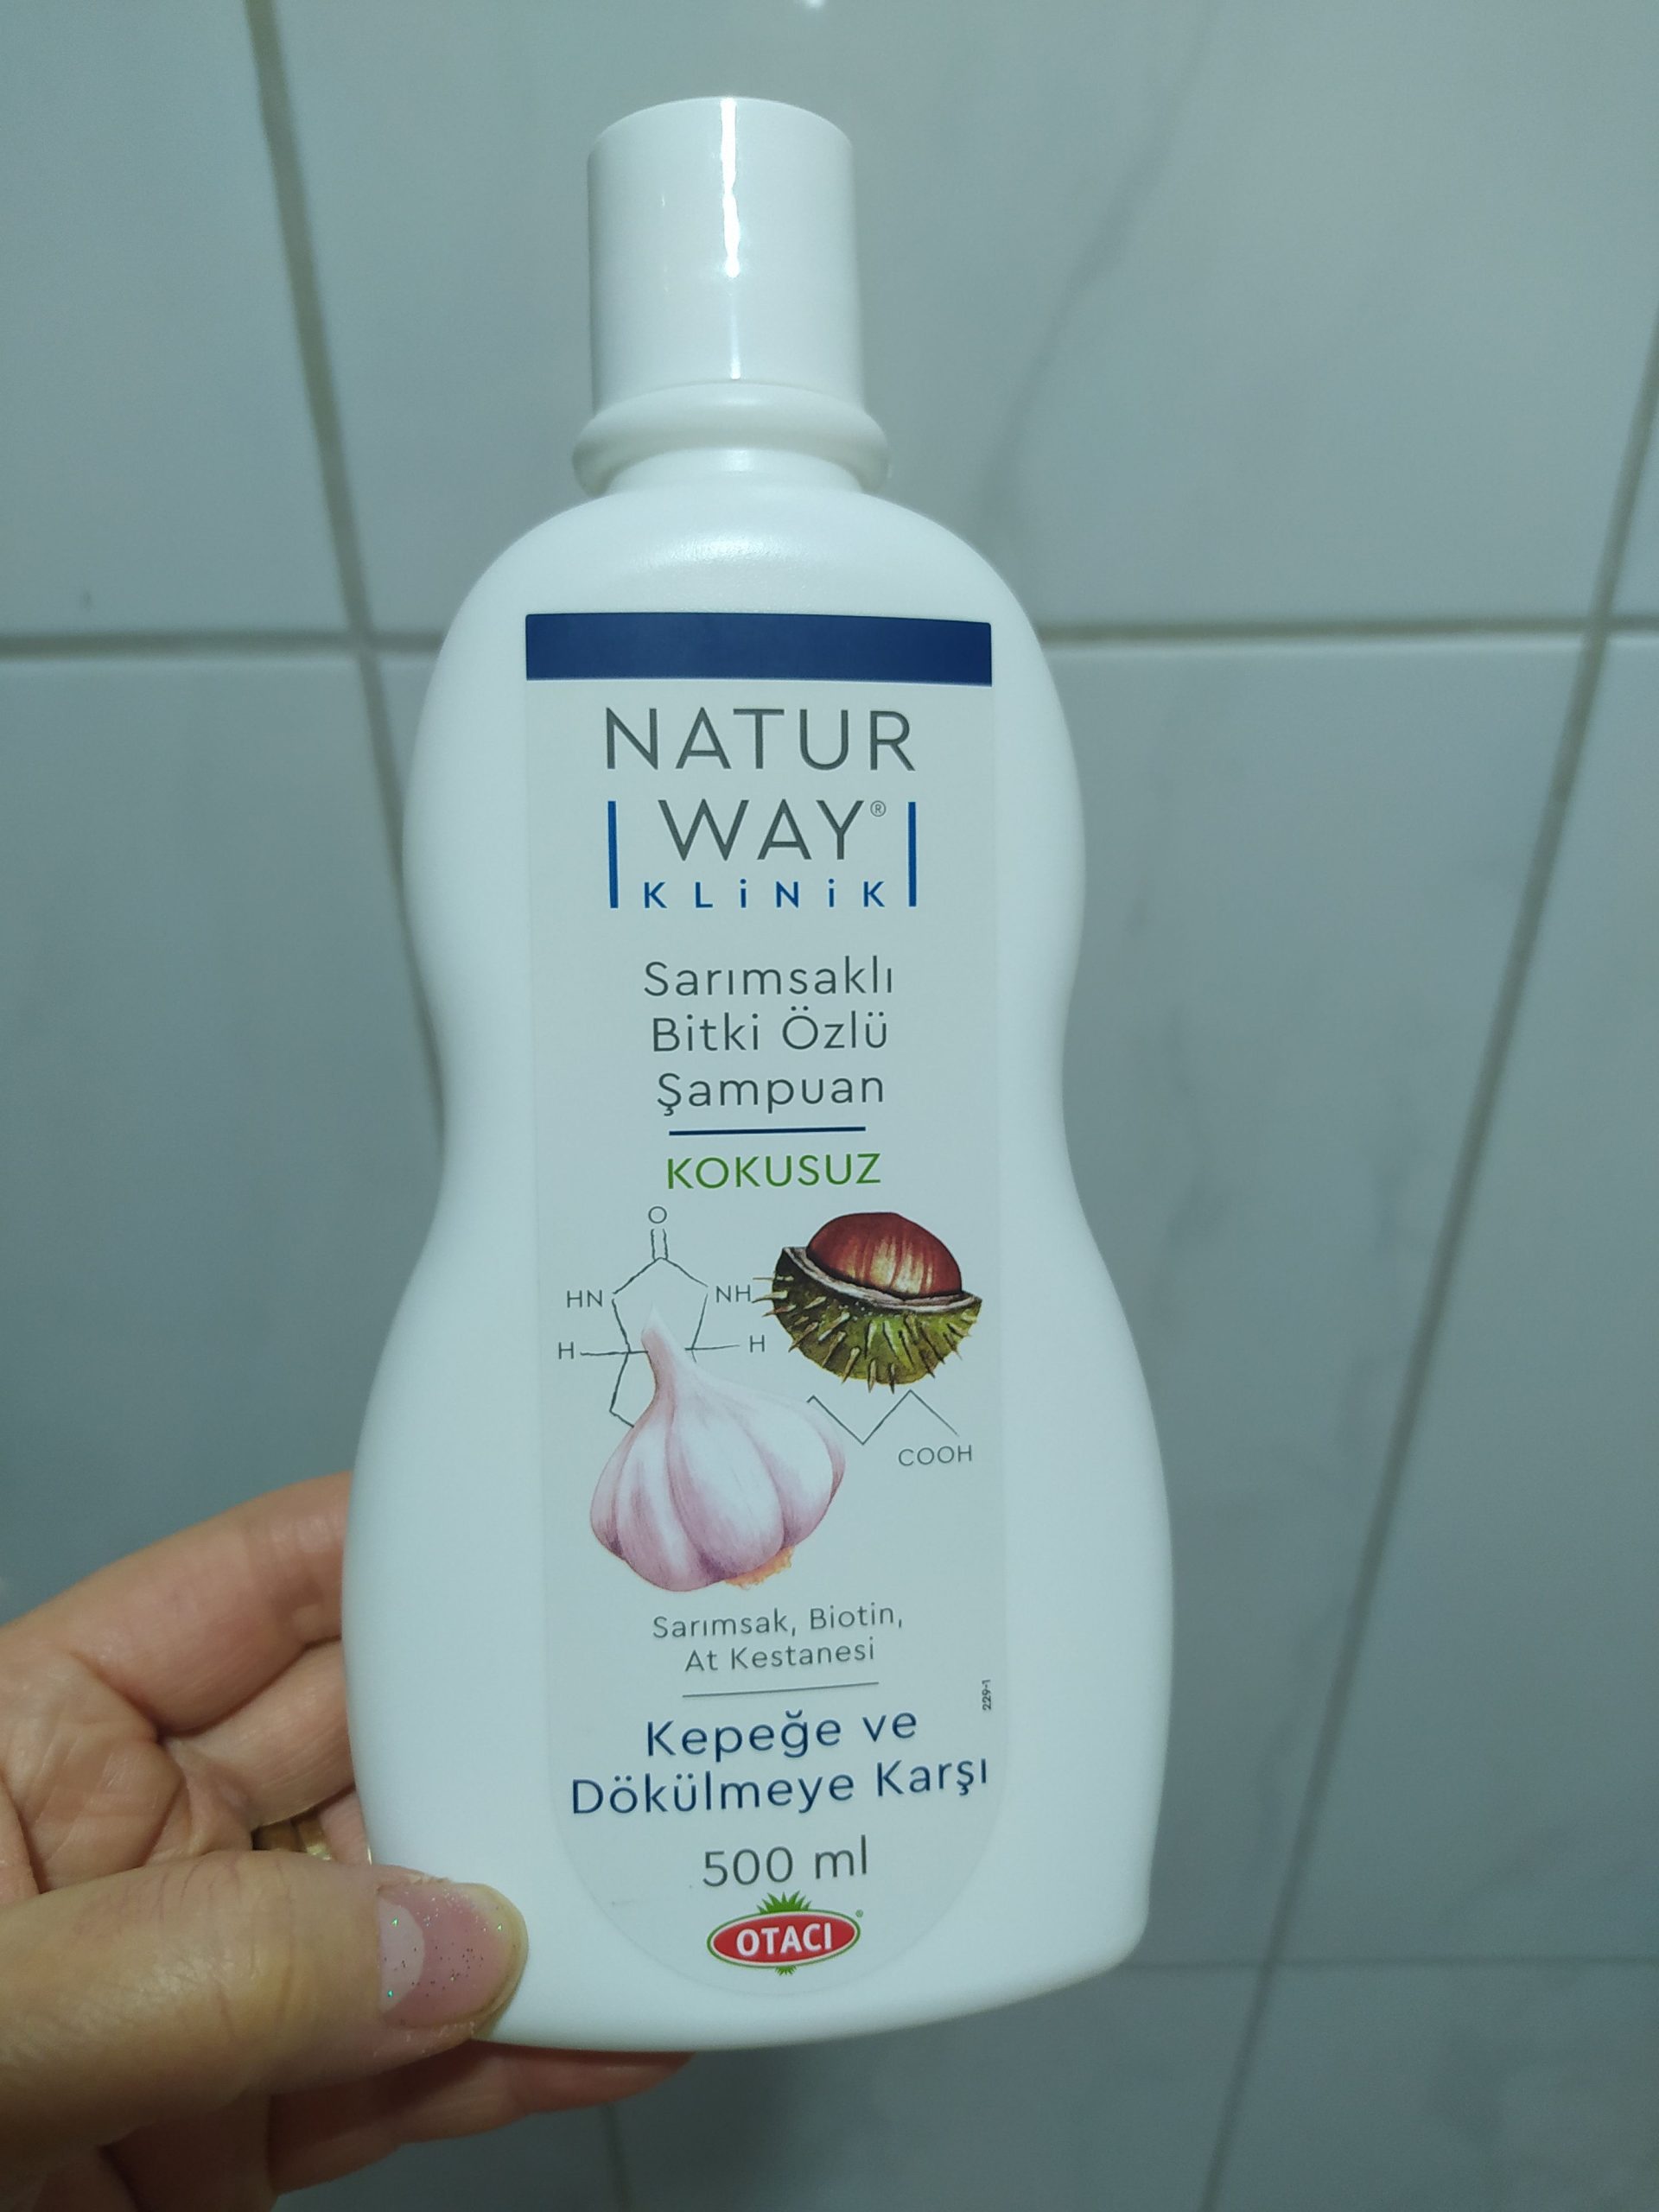 NATUR
WAY®
KLiNiK
Sarımsaklı
Bitki Özlü
Şampuan
KOKUSUZ
O
HN NH
H H
COOH
Sarımsak, Biotin,
At Kestanesi
229-1
Kepeğe ve
Dökülmeye Karşı
500 ml
OTACI®